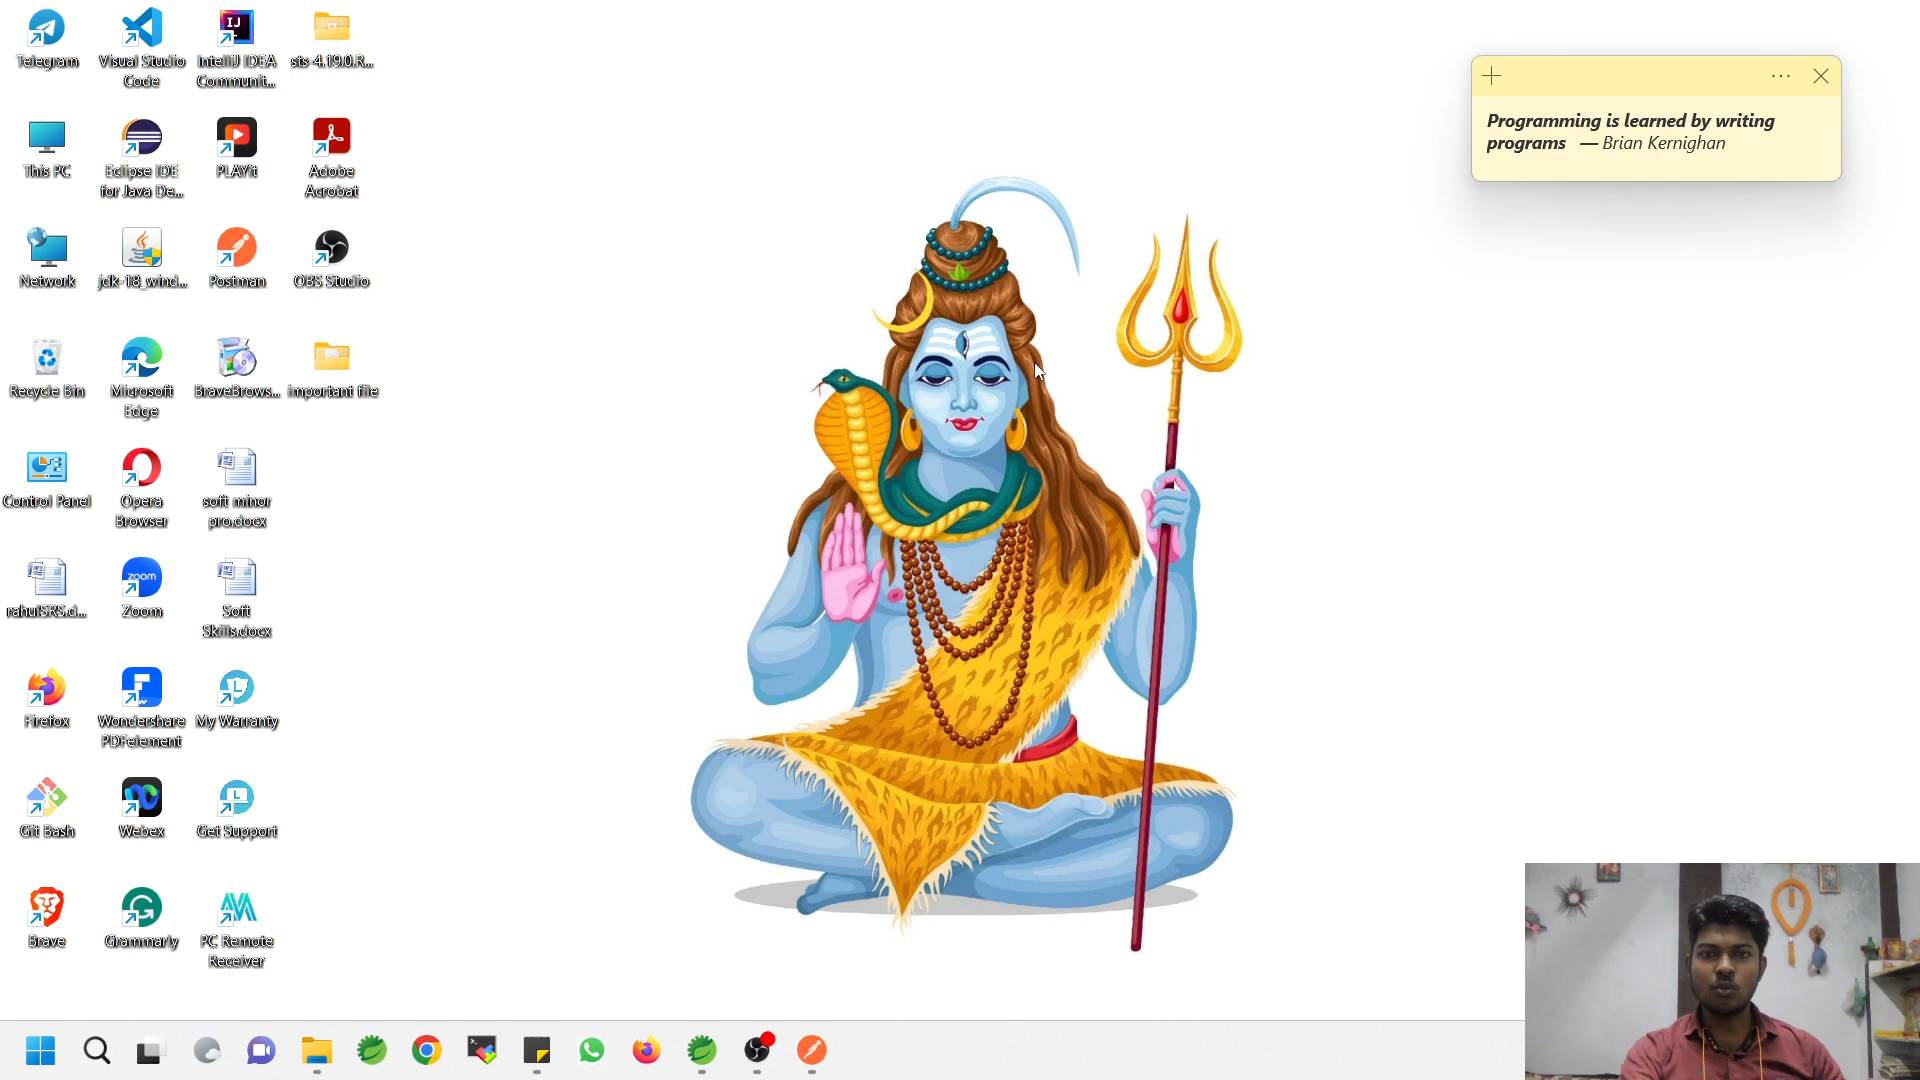 Telegram
Visual Studio
Code
IntelliJ IDEA
Communit...
sts-4.19.0.R...
This PC
Eclipse IDE
for Java De...
PLAYit
Adobe
Acrobat
Network
jdk-18_wind...
Postman
OBS Studio
Recycle Bin
Microsoft
Edge
BraveBrows...
important file
Control Panel
Opera
Browser
soft minor
pro.docx
rahulSRS.d...
zoom
Zoom
Soft
Skills.docx
Firefox
Wondershare
PDFelement
My Warranty
Git Bash
Webex
Get Support
Brave
Grammarly
PC Remote
Receiver
Programming is learned by writing
programs — Brian Kernighan